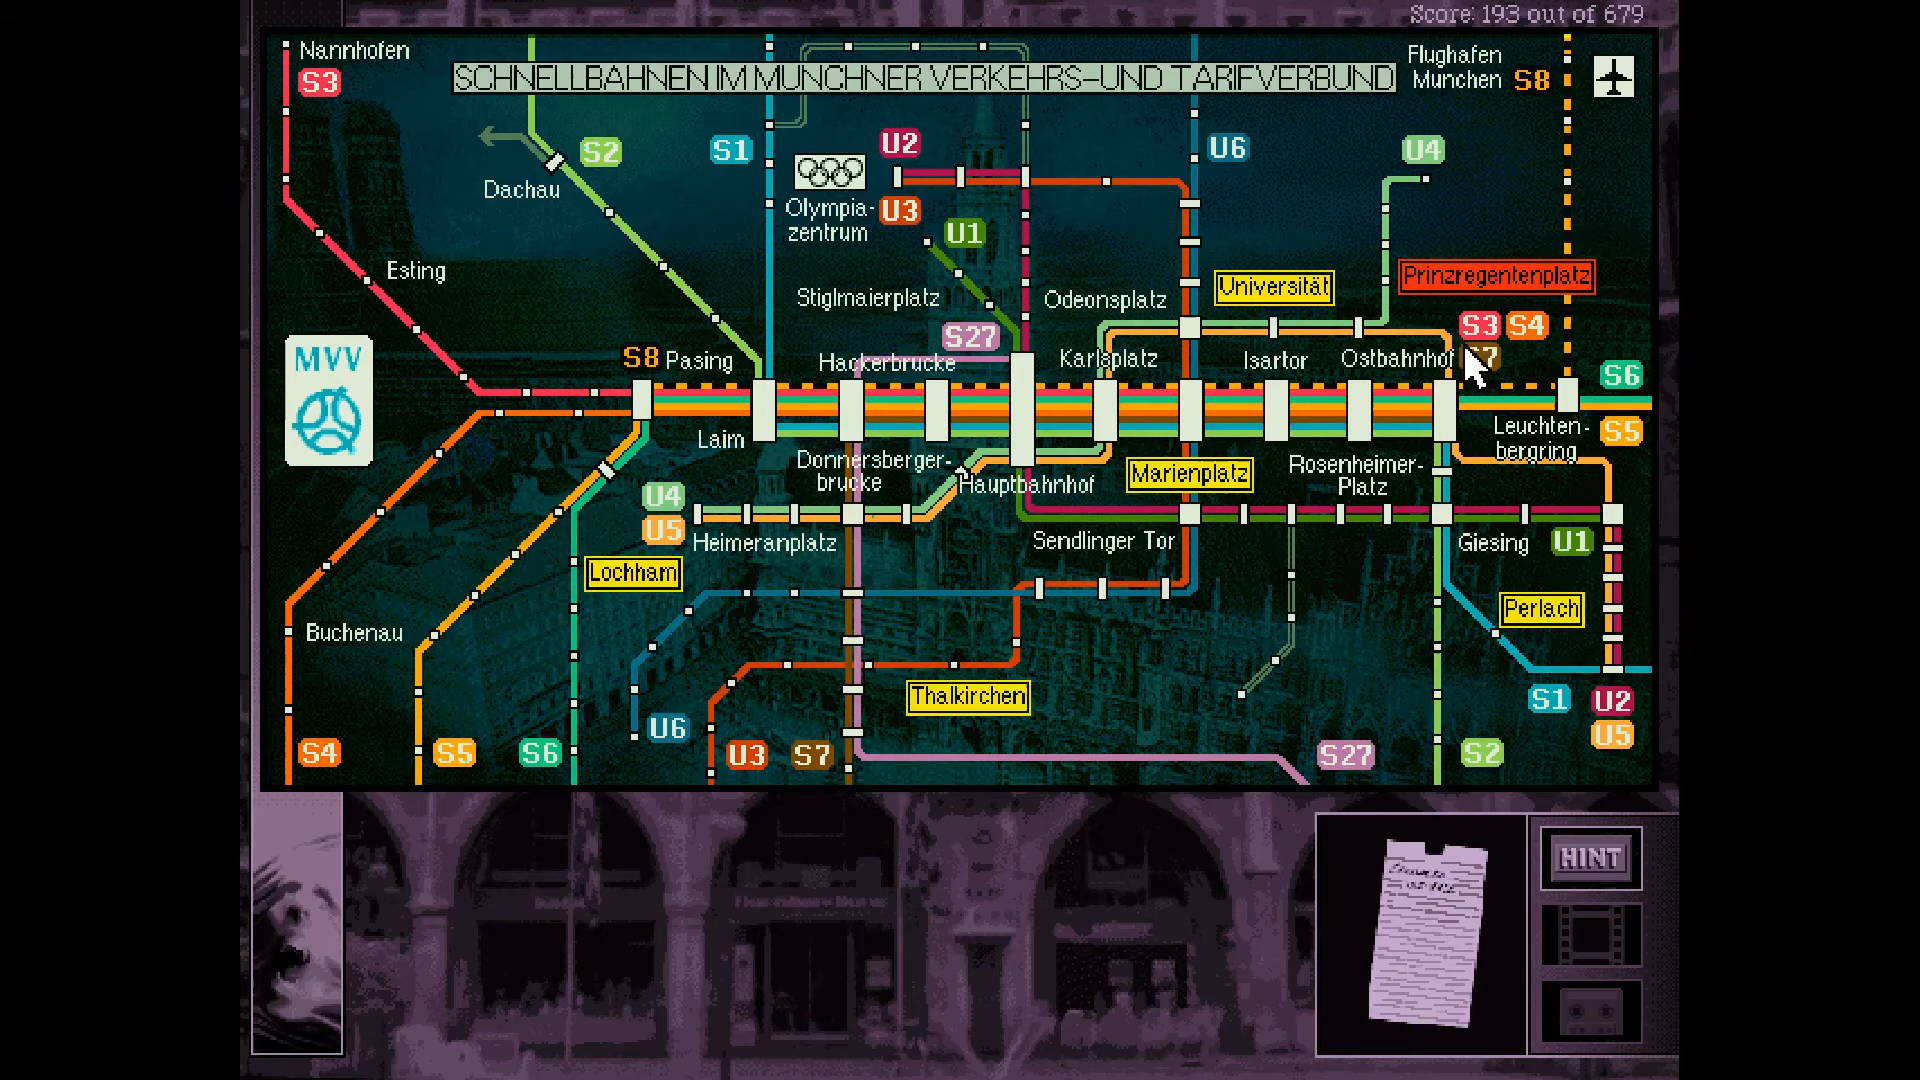 Score: 193 out of 679
Nannhofen
S3
SCHNELLBAHNEN IM MUNCHNER VERKEHRS-UND TARIFVERBUND
Flughafen
Munchen
S8
S2
S1
U2
U6
U4
Dachau
Olympia-
zentrum
U3
U1
Esting
Stiglmaierplatz
Odeonsplatz
Universität
Prinzregentenplatz
S27
S3
S4
MVV
S8
Pasing
Hackerbrucke
Karlsplatz
Isartor
Ostbahnhof
S6
Laim
Leuchten-
bergring
S5
Donnersberger-
brucke
Hauptbahnhof
Marienplatz
Rosenheimer-
Platz
U4
U5
Heimeranplatz
Sendlinger Tor
Giesing
U1
Lochham
Perlach
Buchenau
Thalkirchen
S1
U2
U5
S4
S5
S6
U6
U3
S7
S27
S2
HINT